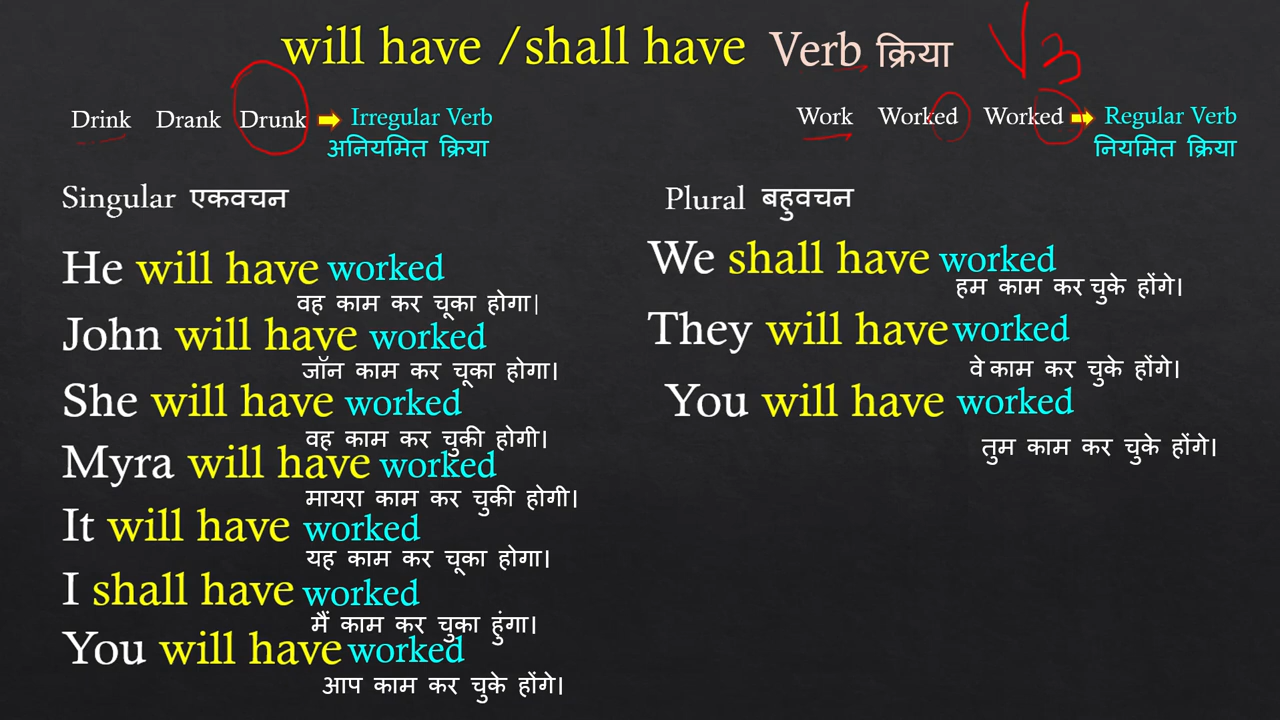 will have /shall have Verb क्रिया V3
Drink Drank Drunk Irregular Verb
अनियमित क्रिया
Work Worked Worked Regular Verb
नियमित क्रिया
Singular एकवचन
He will have worked
वह काम कर चूका होगा|
John will have worked
जॉन काम कर चूका होगा।
She will have worked
वह काम कर चुकी होगी।
Myra will have worked
मायरा काम कर चुकी होगी।
It will have worked
यह काम कर चूका होगा।
I shall have worked
मैं काम कर चुका हुंगा।
You will have worked
आप काम कर चुके होंगे।
Plural बहुवचन
We shall have worked
हम काम कर चुके होंगे।
They will have worked
वे काम कर चुके होंगे।
You will have worked
तुम काम कर चुके होंगे।